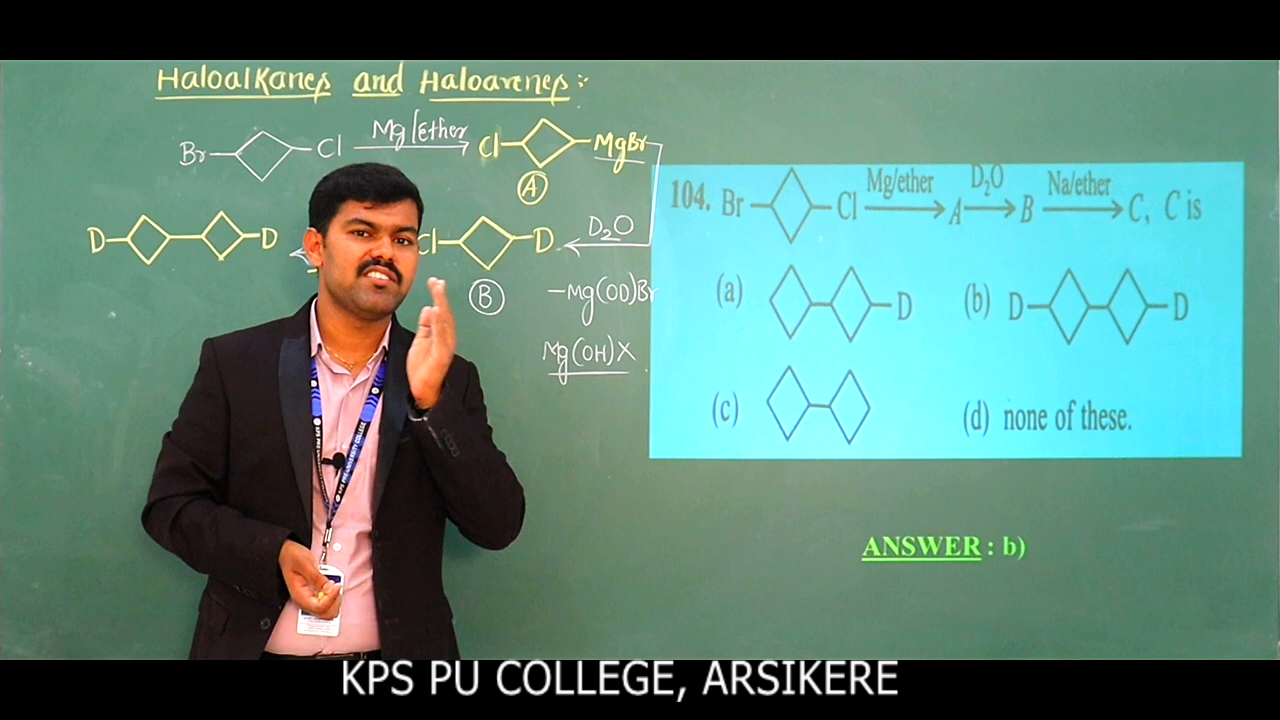 Haloalkanes and Haloarenes :
Br Cl Mg/Ether Cl MgBr
A
D D Cl D D₂O
B -Mg(OD)Br
Mg(OH)X
104. Br Cl Mg/ether A D₂O B Na/ether C, C is
(a) D (b) D D
(c) (d) none of these.
ANSWER : b)
KPS PU COLLEGE, ARSIKERE